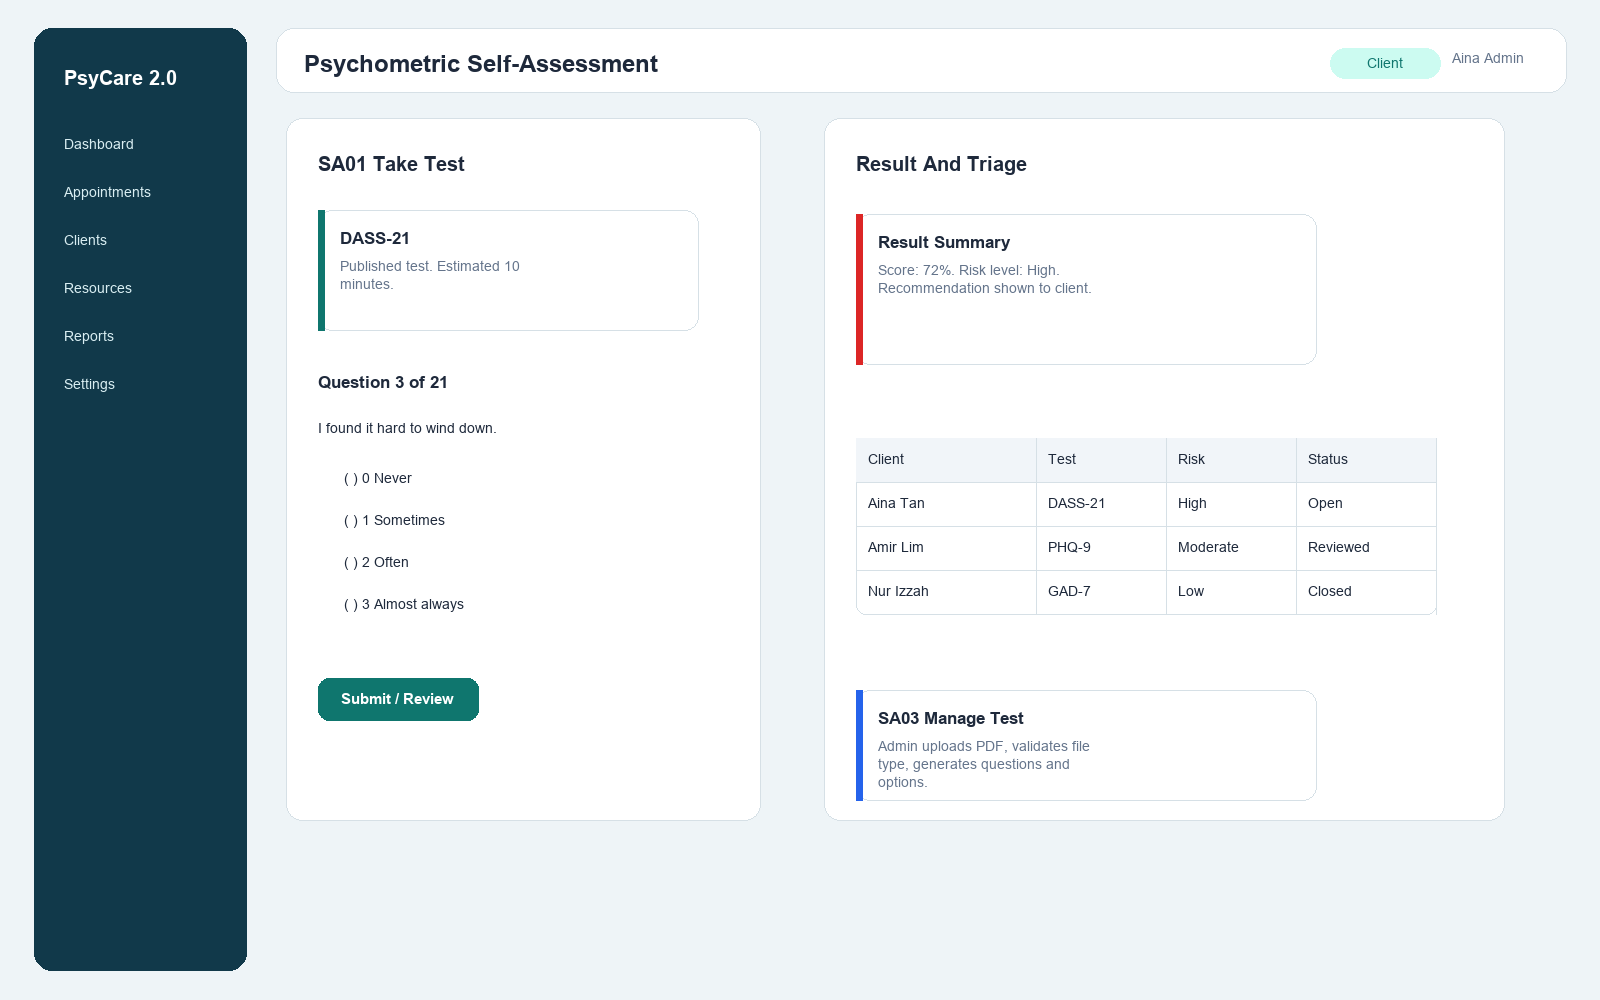 PsyCare 2.0
Dashboard
Appointments
Clients
Resources
Reports
Settings
Psychometric Self-Assessment
Client
Aina Admin
SA01 Take Test
DASS-21
Published test. Estimated 10
minutes.
Question 3 of 21
I found it hard to wind down.
( ) 0 Never
( ) 1 Sometimes
( ) 2 Often
( ) 3 Almost always
Submit / Review
Result And Triage
Result Summary
Score: 72%. Risk level: High.
Recommendation shown to client.
Client Test Risk Status
Aina Tan DASS-21 High Open
Amir Lim PHQ-9 Moderate Reviewed
Nur Izzah GAD-7 Low Closed
SA03 Manage Test
Admin uploads PDF, validates file
type, generates questions and
options.